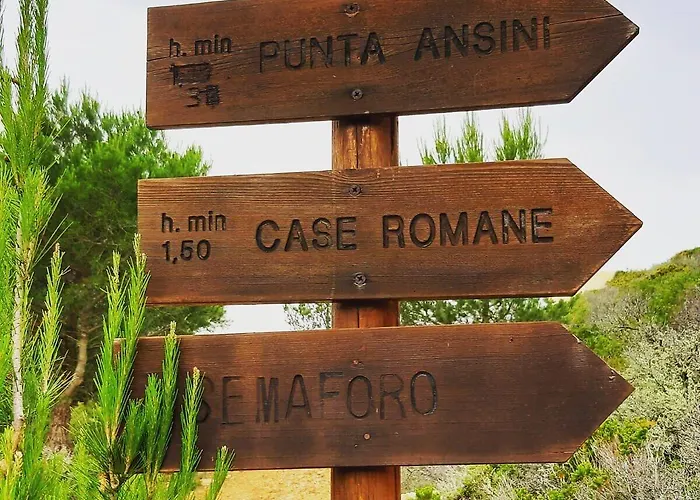 h. min
PUNTA ANSINI
h. min
1,50
CASE ROMANE
SEMAFORO